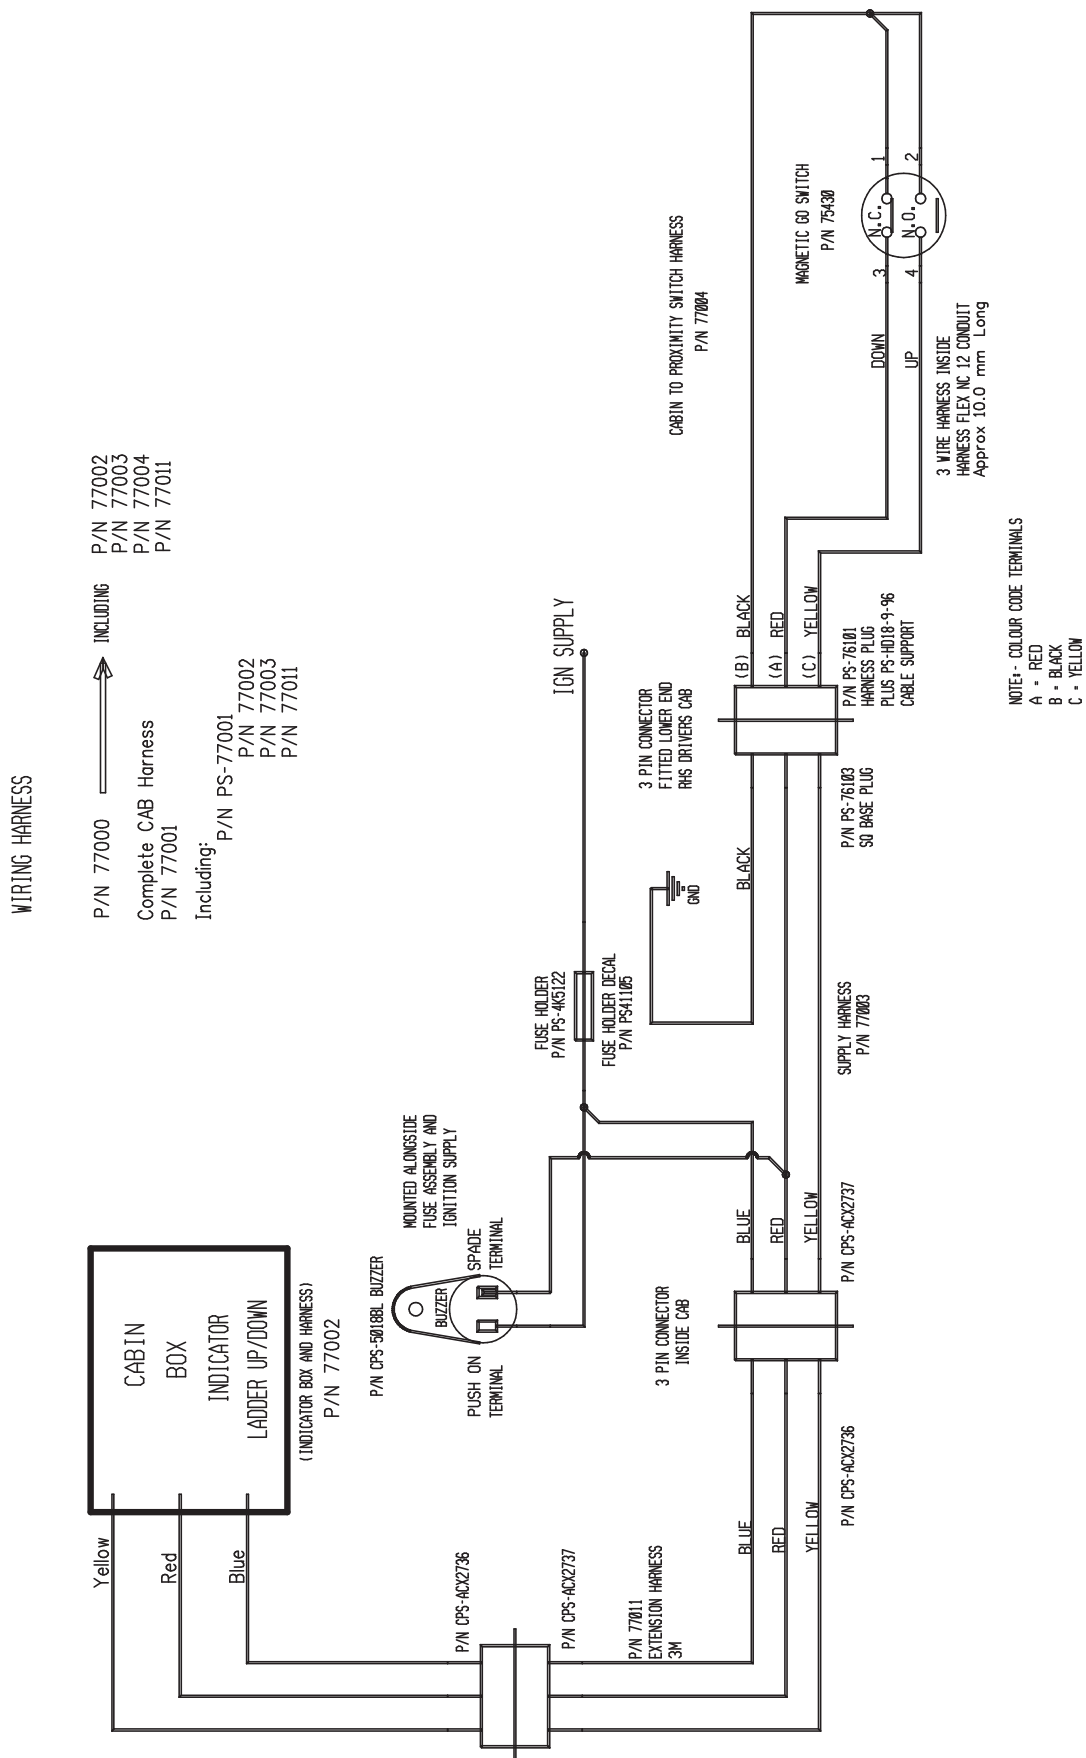 WIRING HARNESS
P/N 77000
INCLUDING
P/N 77002
P/N 77003
P/N 77004
P/N 77011
Complete CAB Harness
P/N 77001
Including:
P/N PS-77001
P/N 77002
P/N 77003
P/N 77011
CABIN
BOX
INDICATOR
LADDER UP/DOWN
(INDICATOR BOX AND HARNESS)
P/N 77002
Yellow
Red
Blue
P/N CPS-5018BL BUZZER
BUZZER
PUSH ON
TERMINAL
SPADE
TERMINAL
MOUNTED ALONGSIDE
FUSE ASSEMBLY AND
IGNITION SUPPLY
P/N CPS-ACX2736
P/N CPS-ACX2737
FUSE HOLDER
P/N PS-4K5122
FUSE HOLDER DECAL
P/N PS41105
IGN SUPPLY
P/N 77011
EXTENSION HARNESS
3M
3 PIN CONNECTOR
INSIDE CAB
BLUE
RED
YELLOW
P/N CPS-ACX2736
BLUE
RED
YELLOW
P/N CPS-ACX2737
GND
BLACK
SUPPLY HARNESS
P/N 77003
3 PIN CONNECTOR
FITTED LOWER END
RHS DRIVERS CAB
P/N PS-76103
SQ BASE PLUG
(B) BLACK
(A) RED
(C) YELLOW
P/N PS-76101
HARNESS PLUG
PLUS PS-HD18-9-96
CABLE SUPPORT
CABIN TO PROXIMITY SWITCH HARNESS
P/N 77004
MAGNETIC GO SWITCH
P/N 75430
DOWN
3
N.C.
1
UP
4
N.O.
2
3 WIRE HARNESS INSIDE
HARNESS FLEX NC 12 CONDUIT
Approx 10.0 mm Long
NOTE:- COLOUR CODE TERMINALS
A = RED
B = BLACK
C = YELLOW